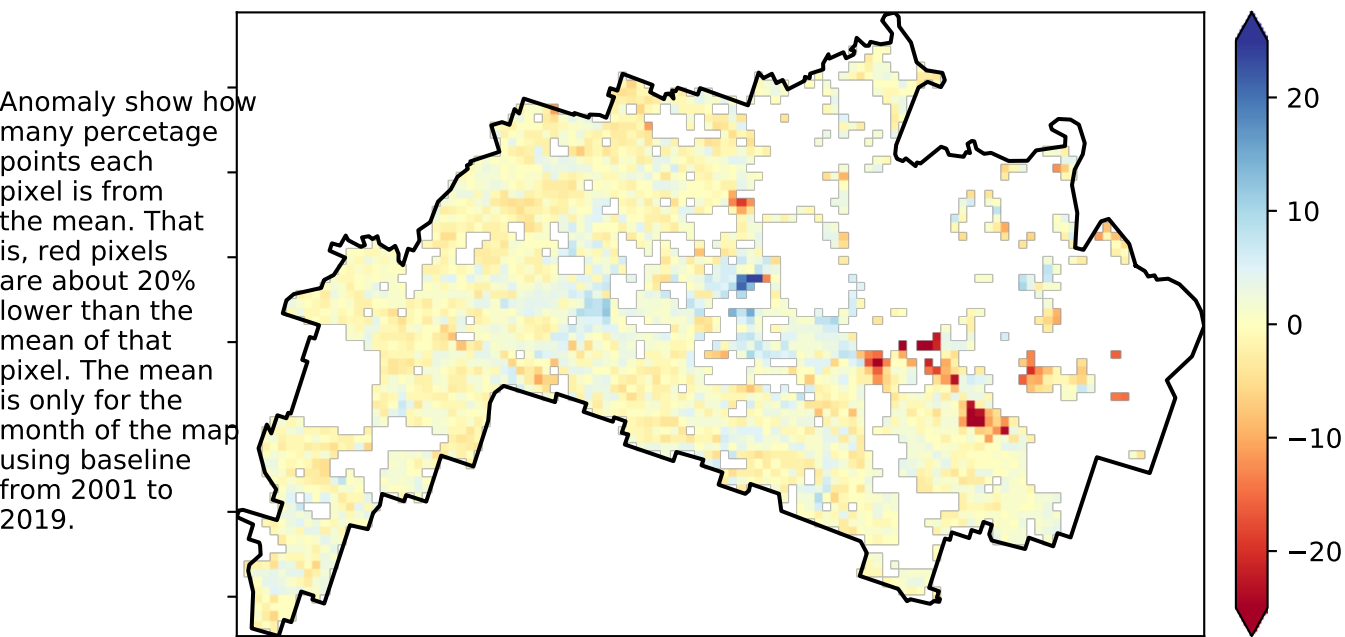 Anomaly show how
many percetage
points each
pixel is from
the mean. That
is, red pixels
are about 20%
lower than the
mean of that
pixel. The mean
is only for the
month of the map
using baseline
from 2001 to
2019.
20
10
0
−10
−20